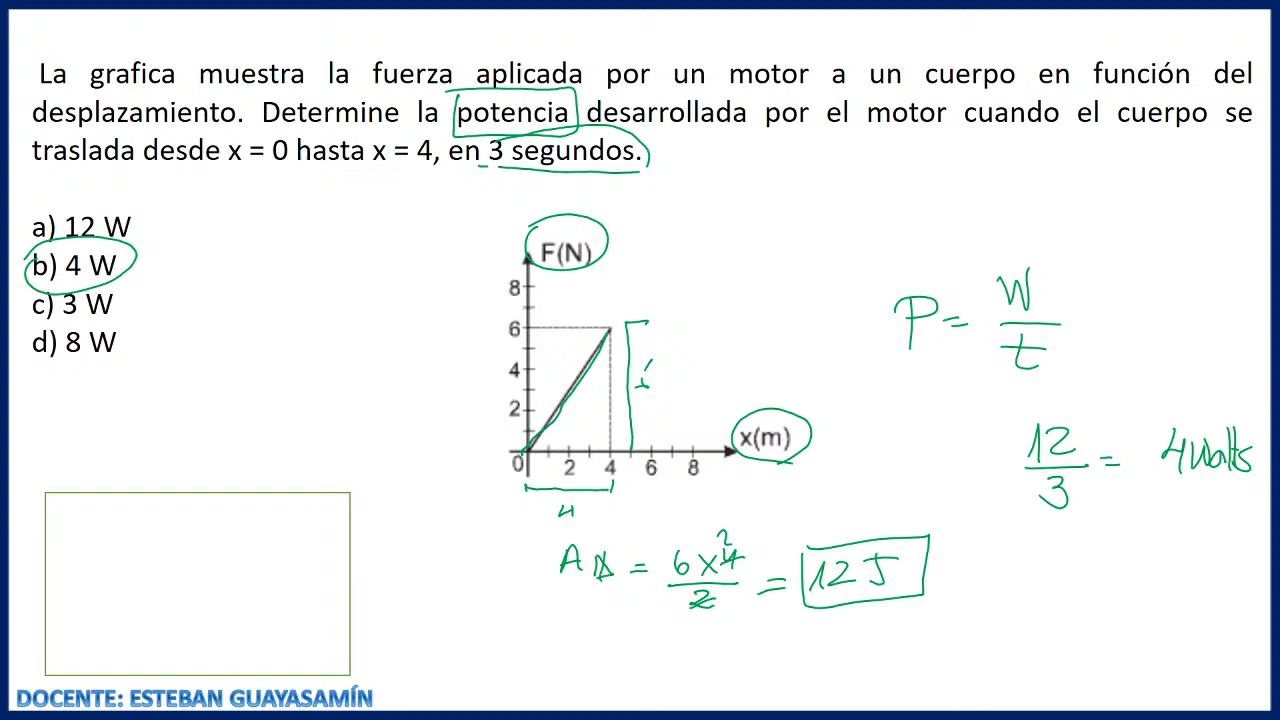 La grafica muestra la fuerza aplicada por un motor a un cuerpo en función del
desplazamiento. Determine la potencia desarrollada por el motor cuando el cuerpo se
traslada desde x = 0 hasta x = 4, en 3 segundos.
a) 12 W
b) 4 W
c) 3 W
d) 8 W
F(N)
8
6
4
2
0 2 4 6 8
x(m)
4
P = W / t
12 / 3 = 4 Watts
A = 6 x 4 / 2 = 12 J
2
DOCENTE: ESTEBAN GUAYASAMÍN